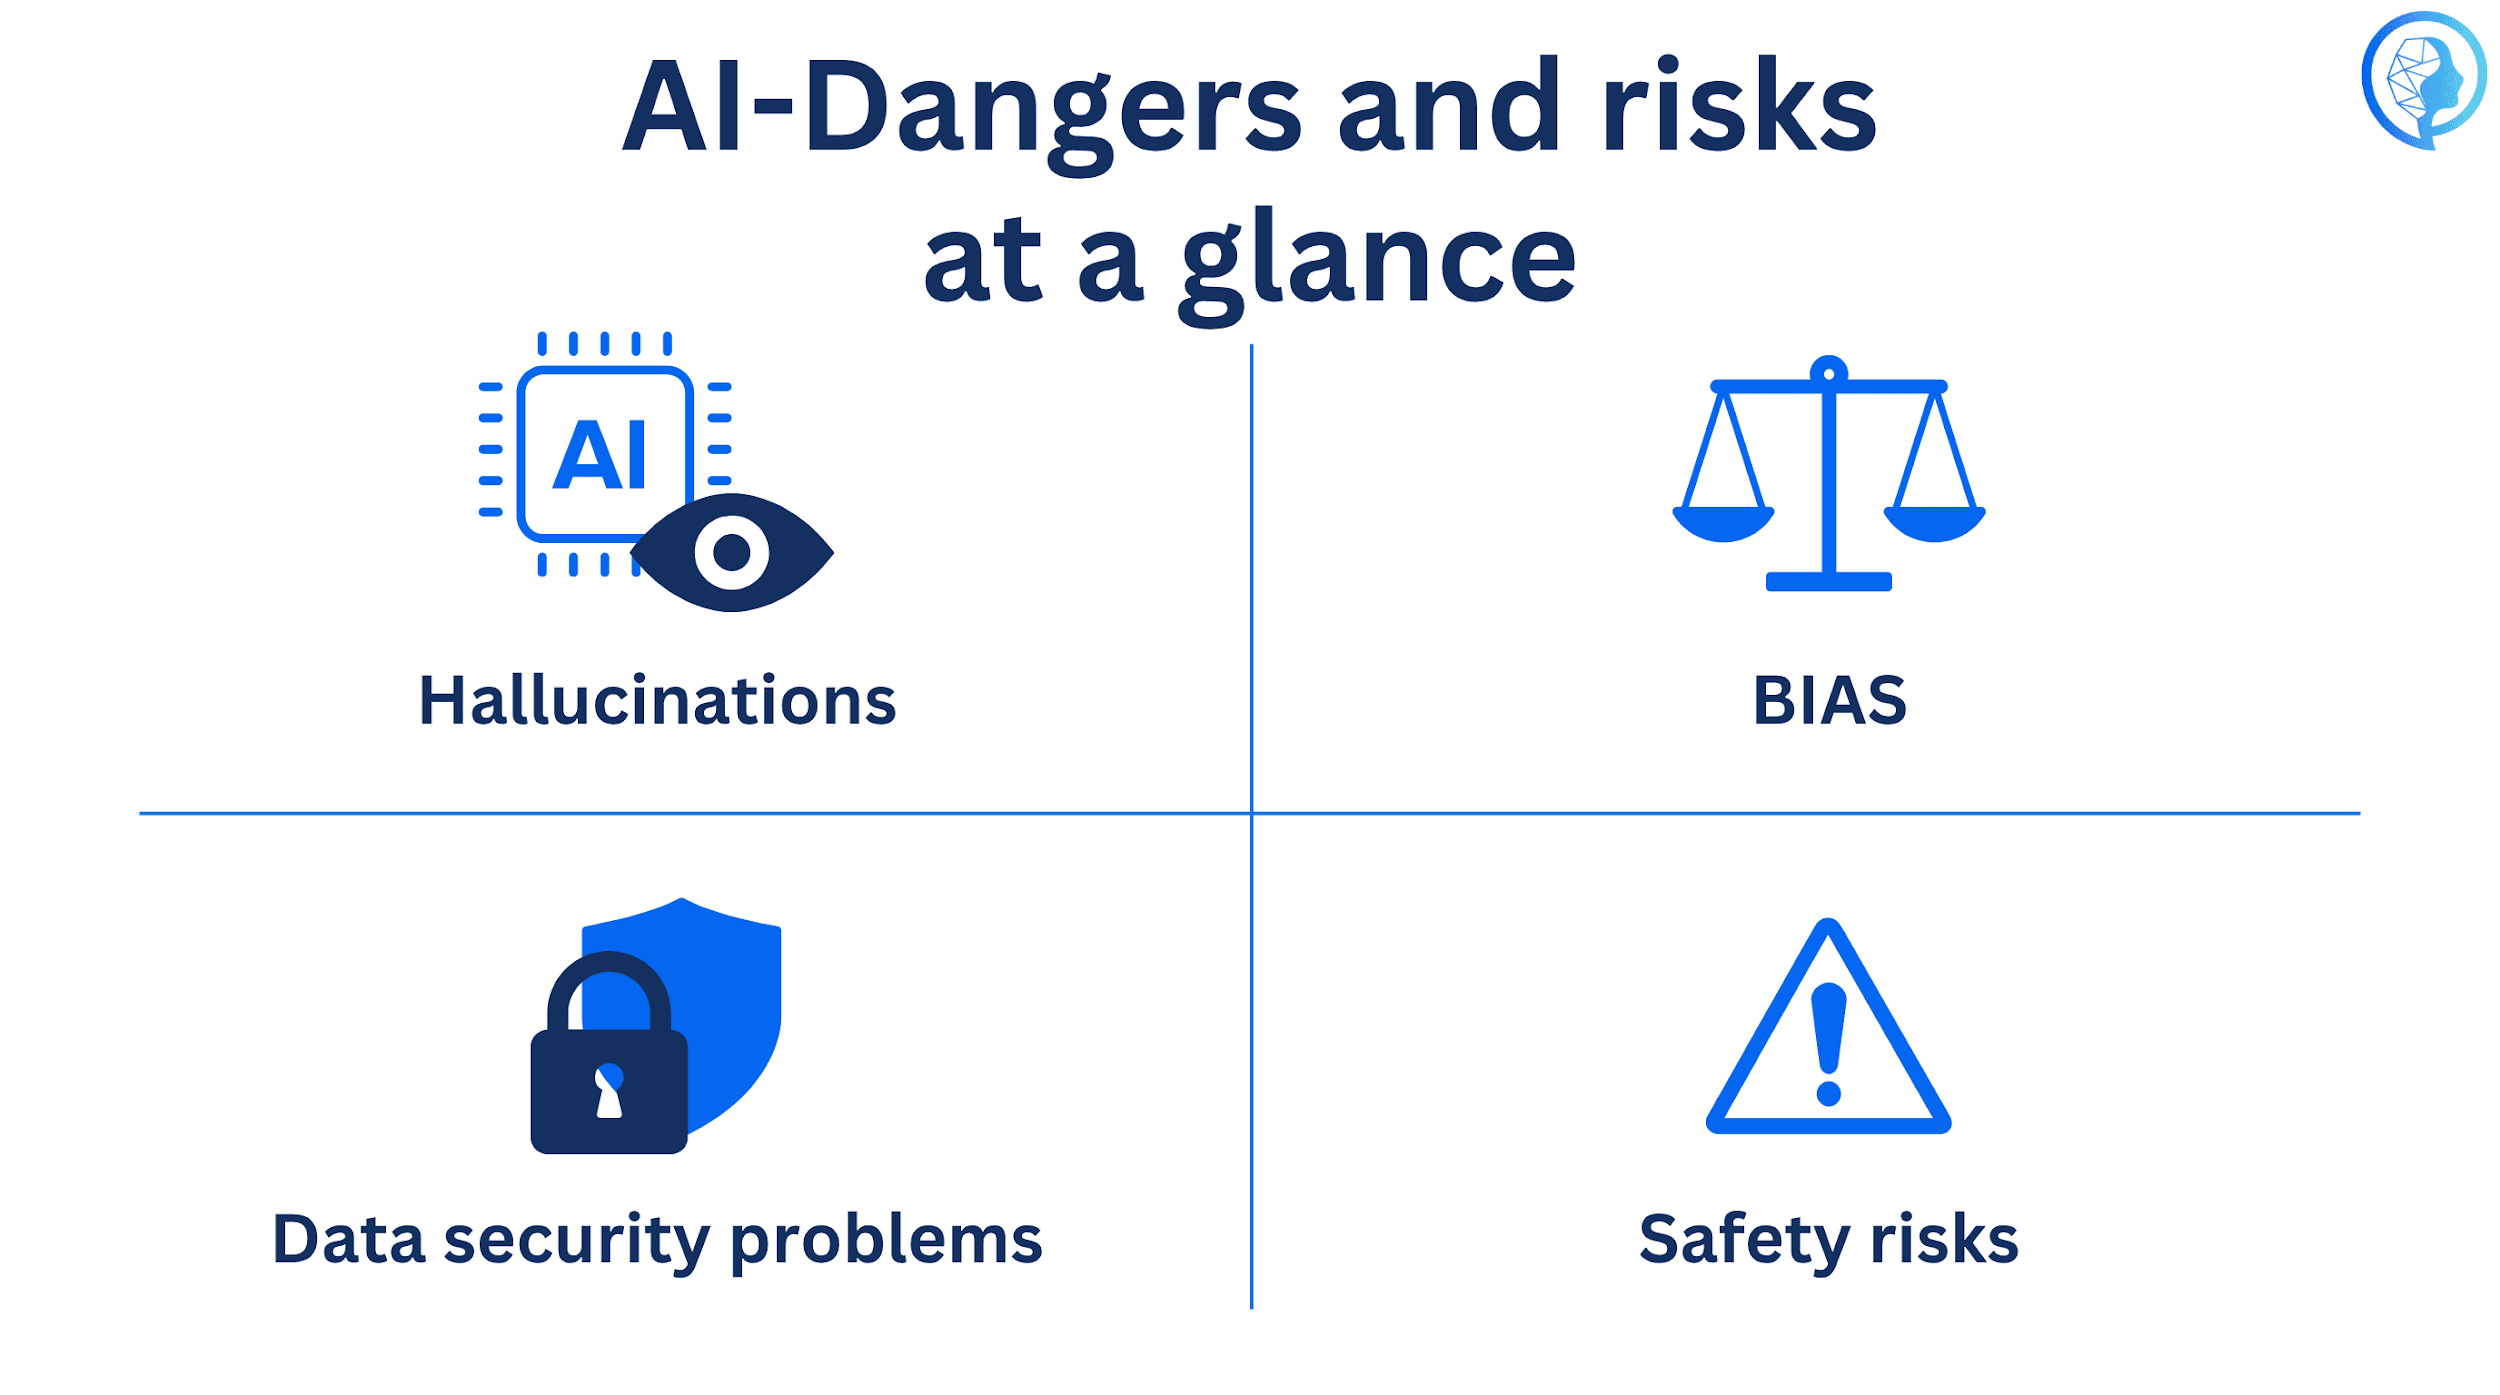 AI-Dangers and risks
at a glance
AI
Hallucinations
BIAS
Data security problems
Safety risks